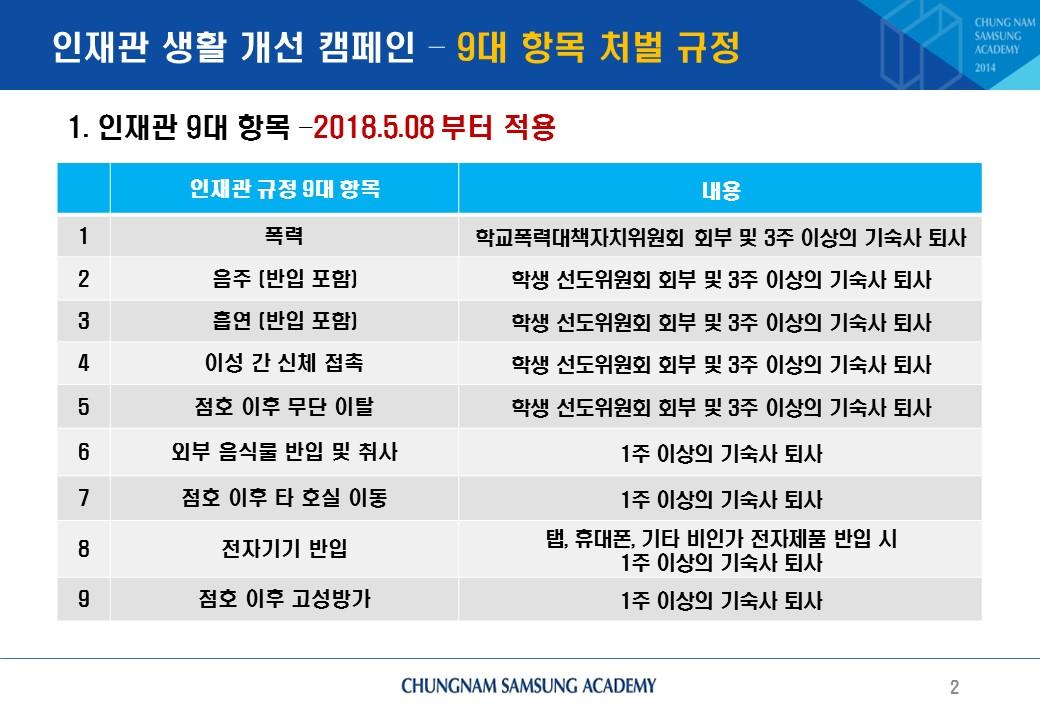 인재관 생활 개선 캠페인 – 9대 항목 처벌 규정
CHUNG NAM
SAMSUNG
ACADEMY
2014
1. 인재관 9대 항목 –2018.5.08 부터 적용
인재관 규정 9대 항목 내용
1 폭력 학교폭력대책자치위원회 회부 및 3주 이상의 기숙사 퇴사
2 음주 (반입 포함) 학생 선도위원회 회부 및 3주 이상의 기숙사 퇴사
3 흡연 (반입 포함) 학생 선도위원회 회부 및 3주 이상의 기숙사 퇴사
4 이성 간 신체 접촉 학생 선도위원회 회부 및 3주 이상의 기숙사 퇴사
5 점호 이후 무단 이탈 학생 선도위원회 회부 및 3주 이상의 기숙사 퇴사
6 외부 음식물 반입 및 취사 1주 이상의 기숙사 퇴사
7 점호 이후 타 호실 이동 1주 이상의 기숙사 퇴사
8 전자기기 반입 탭, 휴대폰, 기타 비인가 전자제품 반입 시
1주 이상의 기숙사 퇴사
9 점호 이후 고성방가 1주 이상의 기숙사 퇴사
CHUNGNAM SAMSUNG ACADEMY
2